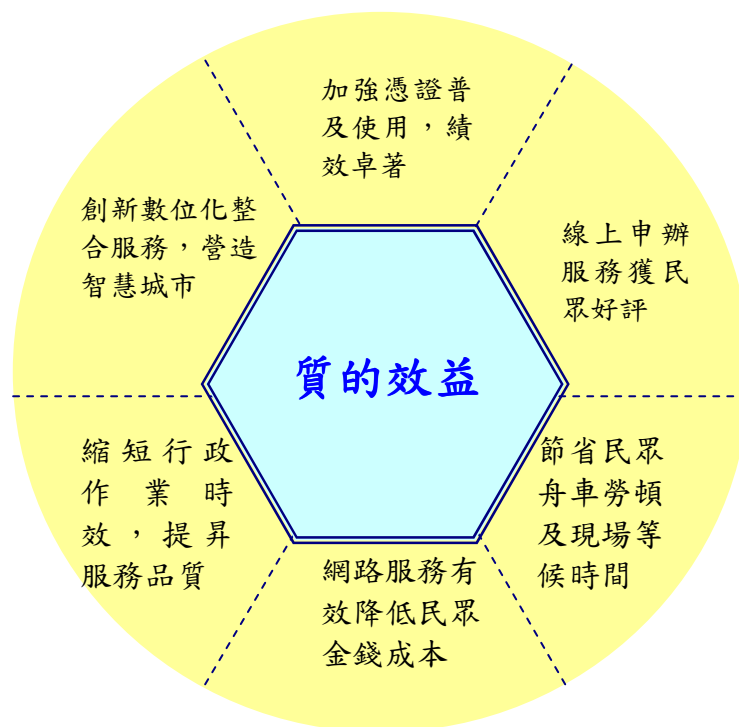 加強憑證普
及使用，績
效卓著
創新數位化整
合服務，營造
智慧城市
線上申辦
服務獲民
眾好評
質的效益
縮短行政
作業時
效，提昇
服務品質
節省民眾
舟車勞頓
及現場等
候時間
網路服務有
效降低民眾
金錢成本